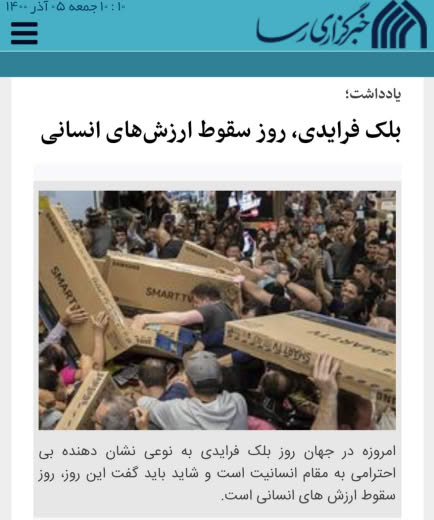 ۱۰ : ۱۰ جمعه ۰۵ آذر ۱۴۰۰
خبرگزاری رسا
یادداشت؛
بلک فرایدی، روز سقوط ارزش‌های انسانی
SAMSUNG
SMART TV
SMART TV
SMART TV
امروزه در جهان روز بلک فرایدی به نوعی نشان دهنده بی
احترامی به مقام انسانیت است و شاید باید گفت این روز، روز
سقوط ارزش های انسانی است.